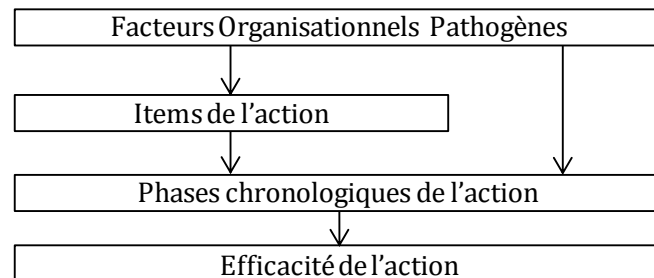 Facteurs Organisationnels Pathogènes
Items de l’action
Phases chronologiques de l’action
Efficacité de l’action